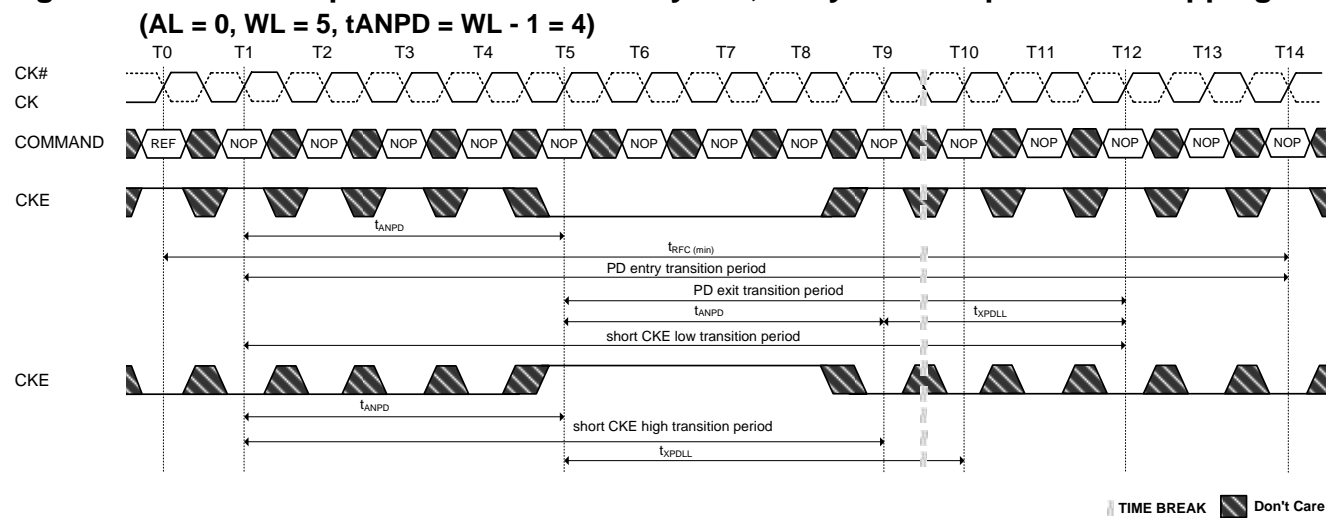 (AL = 0, WL = 5, tANPD = WL - 1 = 4)
T0 T1 T2 T3 T4 T5 T6 T7 T8 T9 T10 T11 T12 T13 T14
CK#
CK
COMMAND REF NOP NOP NOP NOP NOP NOP NOP NOP NOP NOP NOP NOP NOP NOP
CKE
tANPD
tRFC (min)
PD entry transition period
PD exit transition period
tANPD tXPDLL
short CKE low transition period
CKE
tANPD
short CKE high transition period
tXPDLL
TIME BREAK Don't Care